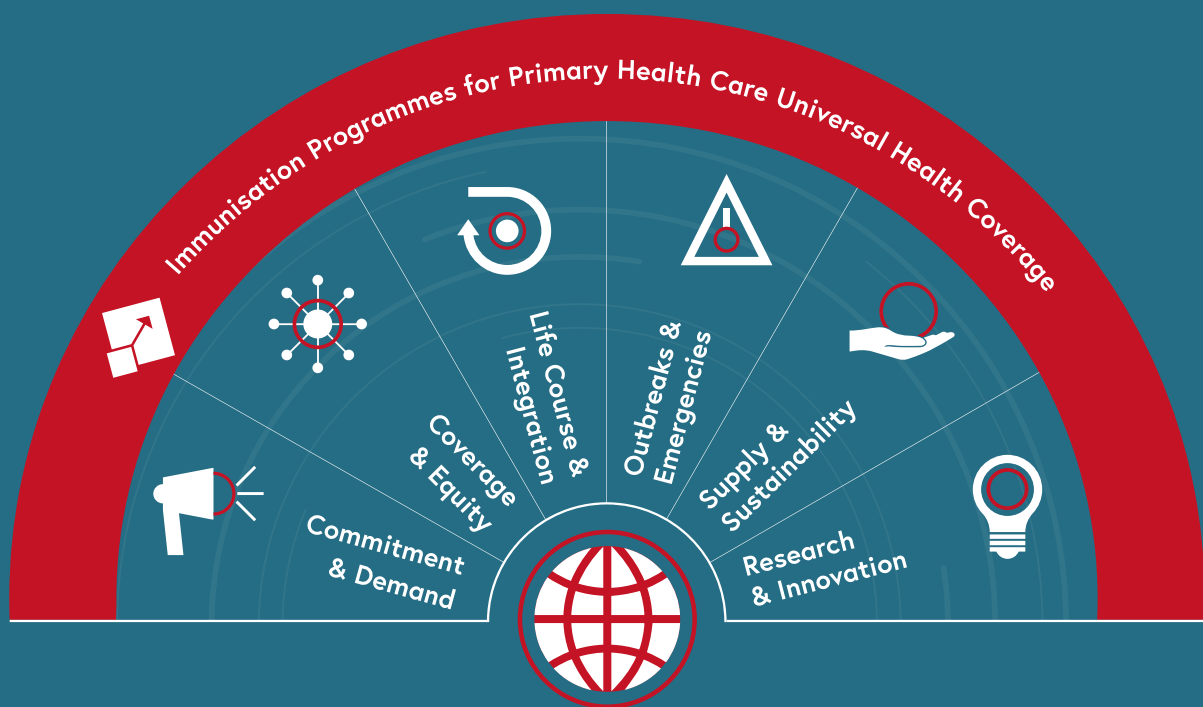 Immunisation Programmes for Primary Health Care Universal Health Coverage
Commitment
& Demand
Coverage
& Equity
Life Course &
Integration
Outbreaks &
Emergencies
Supply &
Sustainability
Research
& Innovation